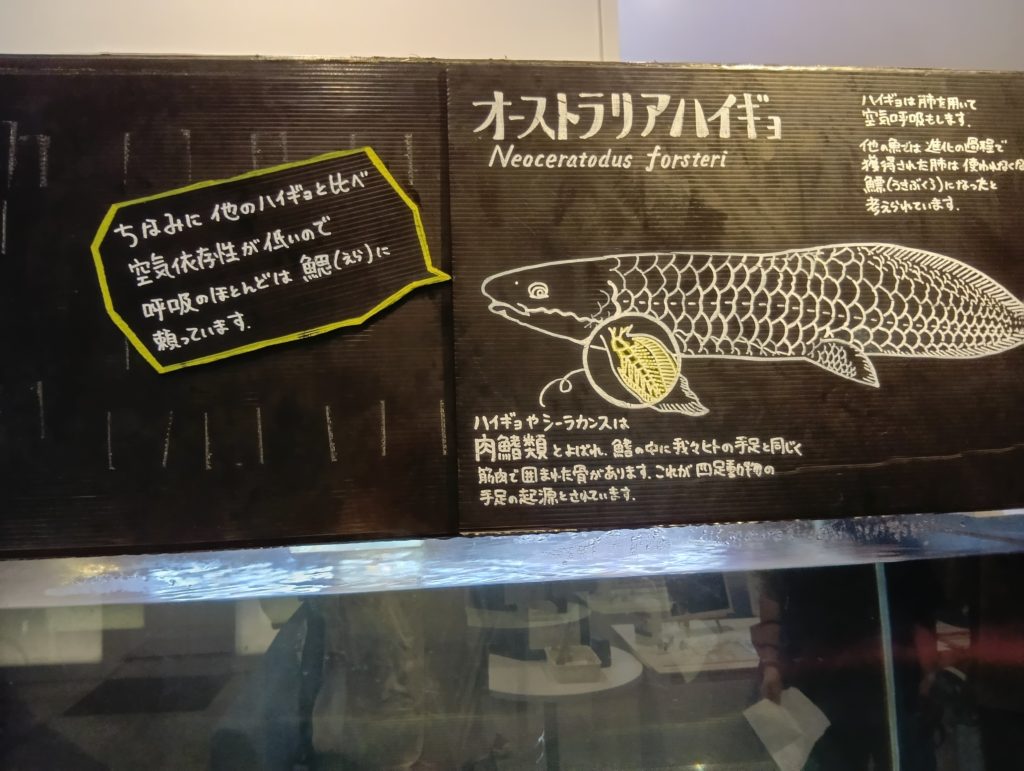 ちなみに 他のハイギョと比べ
空気依存性が低いので
呼吸のほとんどは 鰓(えら)に
頼っています.
オーストラリアハイギョ
Neoceratodus forsteri
ハイギョは肺を用いて
空気呼吸もします.
他の魚では 進化の過程で
獲得された肺は 使われなくな
鰾(うきぶくろ)になったと
考えられています.
ハイギョやシーラカンスは
肉鰭類とよばれ、鰭の中に我々ヒトの手足と同じく
筋肉で囲まれた骨があります.これが 四足動物の
手足の起源とされています.